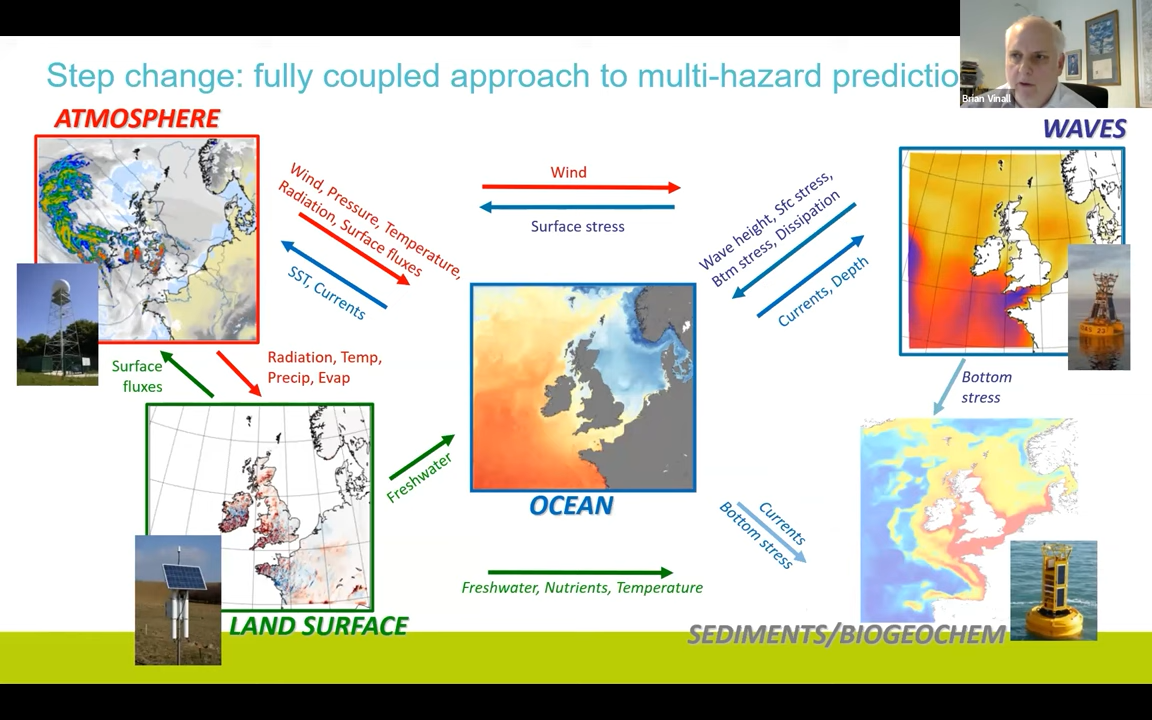 Step change: fully coupled approach to multi-hazard predictio
Brian Vinall
ATMOSPHERE
WAVES
Wind, Pressure, Temperature,
Radiation, Surface fluxes
SST, Currents
Wind
Surface stress
Wave height, Sfc stress,
Btm stress, Dissipation
Currents, Depth
Surface
fluxes
Radiation, Temp,
Precip, Evap
Bottom
stress
Freshwater
OCEAN
Currents
Bottom stress
Freshwater, Nutrients, Temperature
LAND SURFACE
SEDIMENTS/BIOGEOCHEM